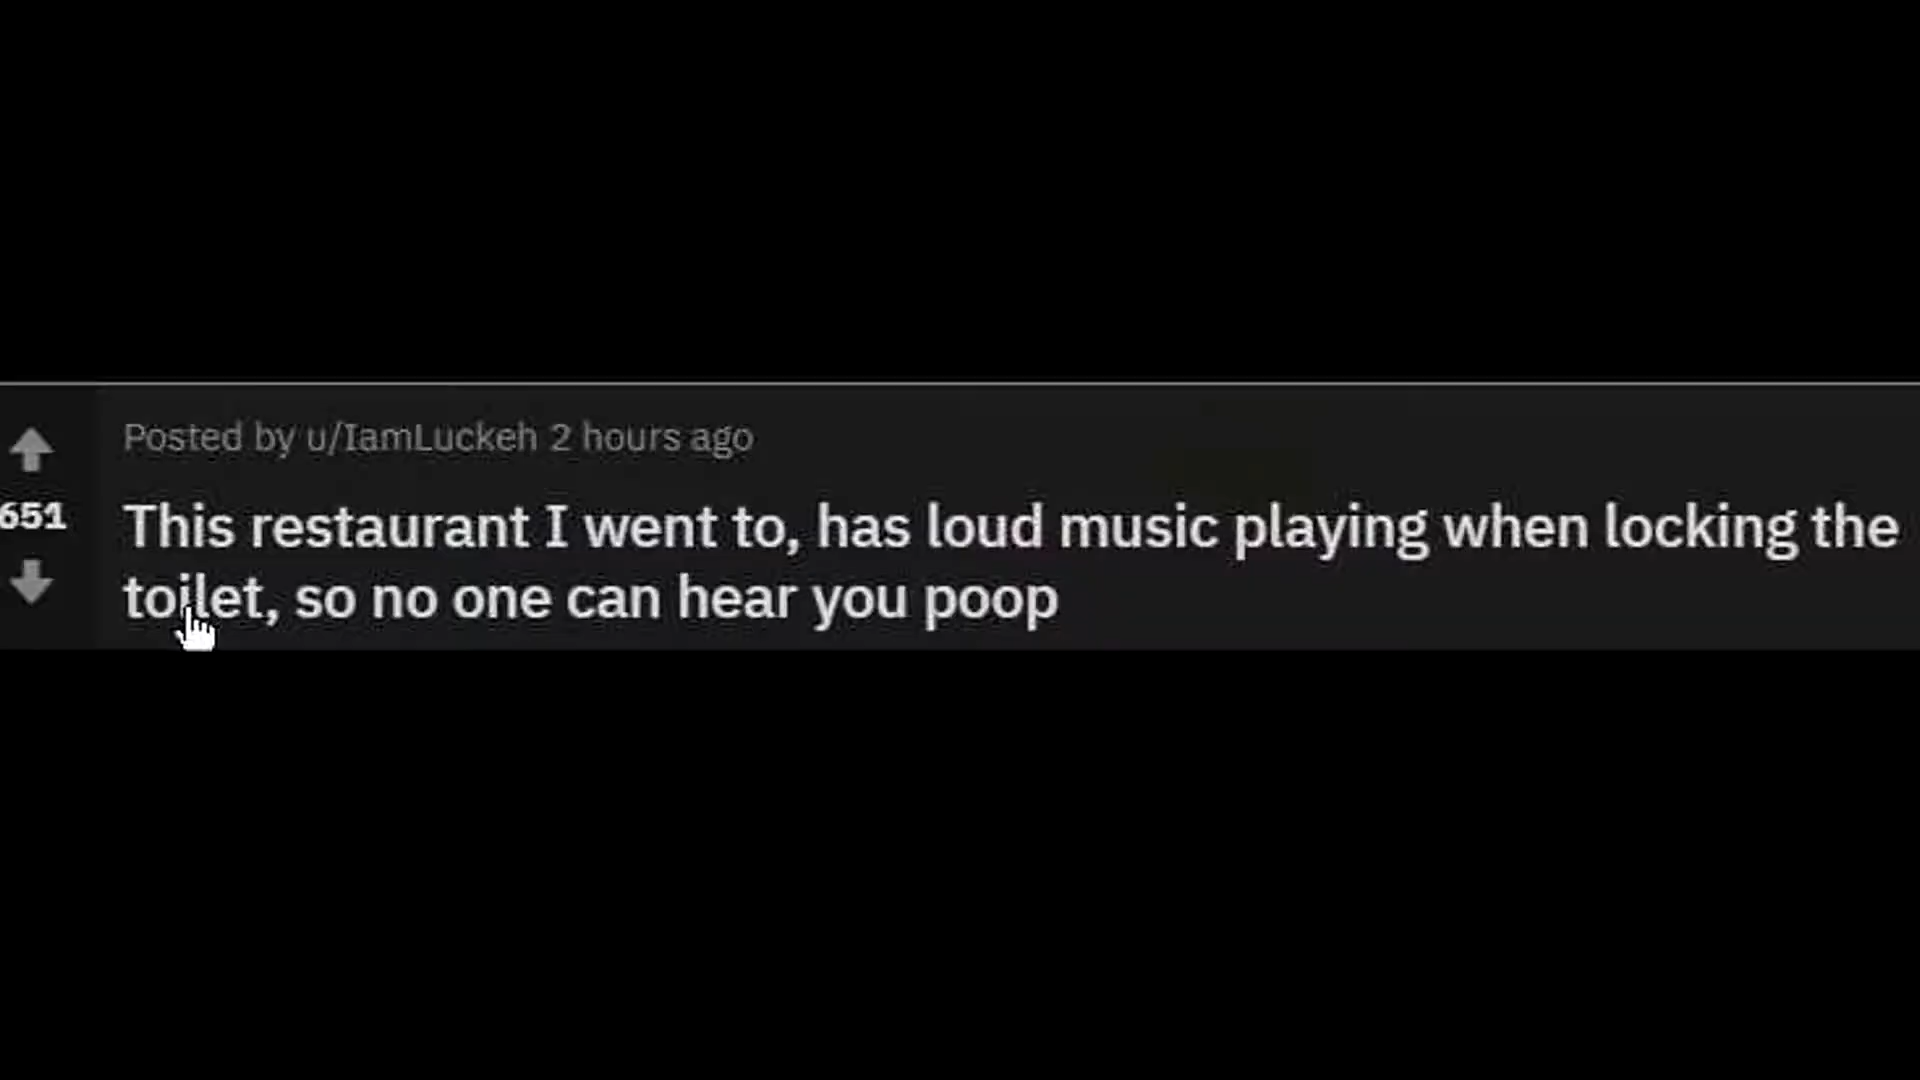 Posted by u/IamLuckeh 2 hours ago
651
This restaurant I went to, has loud music playing when locking the
toilet, so no one can hear you poop